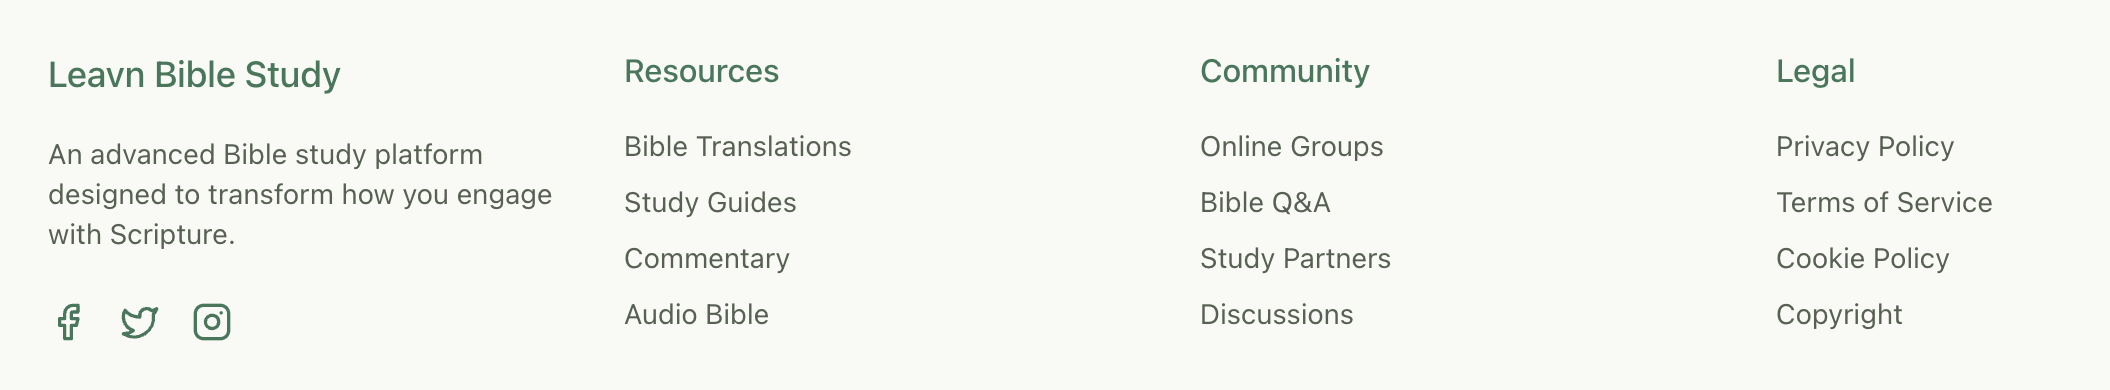 Leavn Bible Study
An advanced Bible study platform
designed to transform how you engage
with Scripture.
Resources
Bible Translations
Study Guides
Commentary
Audio Bible
Community
Online Groups
Bible Q&A
Study Partners
Discussions
Legal
Privacy Policy
Terms of Service
Cookie Policy
Copyright